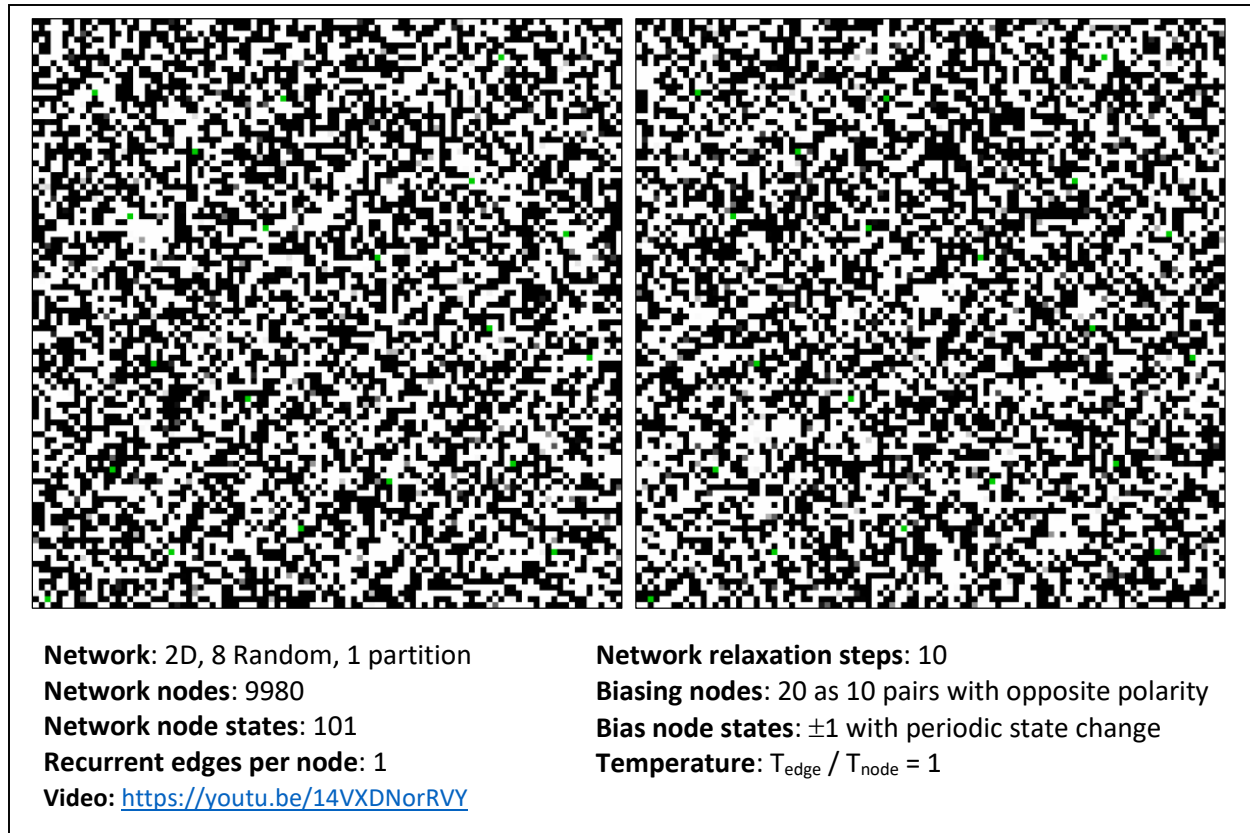 Network: 2D, 8 Random, 1 partition
Network nodes: 9980
Network node states: 101
Recurrent edges per node: 1
Video: https://youtu.be/14VXDNorRVY
Network relaxation steps: 10
Biasing nodes: 20 as 10 pairs with opposite polarity
Bias node states: ±1 with periodic state change
Temperature: Tedge / Tnode = 1